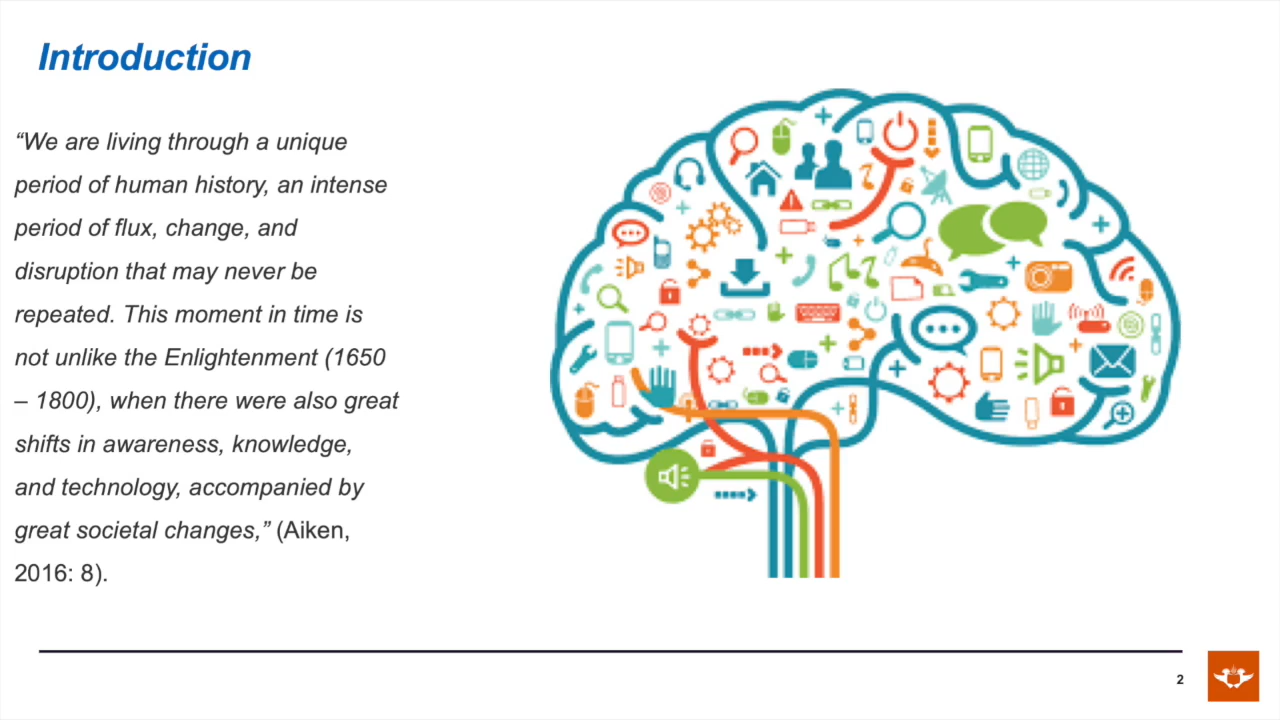 Introduction
“We are living through a unique
period of human history, an intense
period of flux, change, and
disruption that may never be
repeated. This moment in time is
not unlike the Enlightenment (1650
– 1800), when there were also great
shifts in awareness, knowledge,
and technology, accompanied by
great societal changes,” (Aiken,
2016: 8).
2